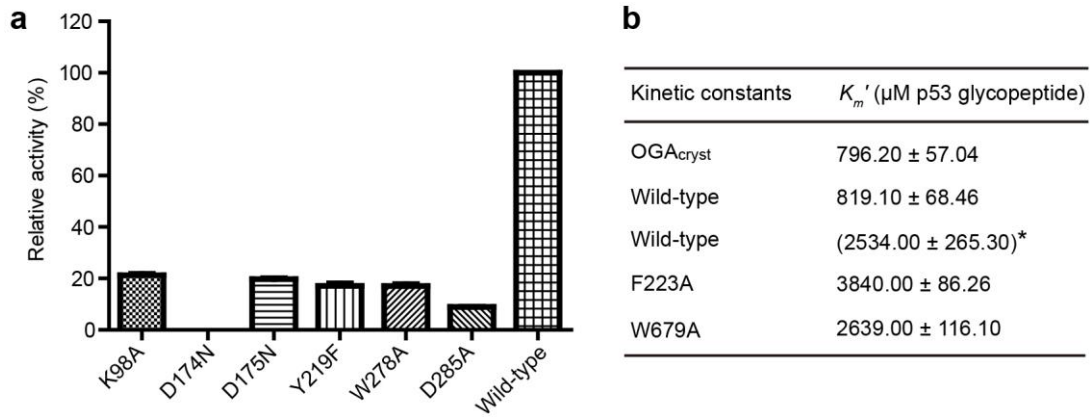 a
Relative activity (%)
120
100
80
60
40
20
0
K98A
D174N
D175N
Y219F
W278A
D285A
Wild-type
b
Kinetic constants Kₘ' (µM p53 glycopeptide)
OGAcryst 796.20 ± 57.04
Wild-type 819.10 ± 68.46
Wild-type (2534.00 ± 265.30)*
F223A 3840.00 ± 86.26
W679A 2639.00 ± 116.10